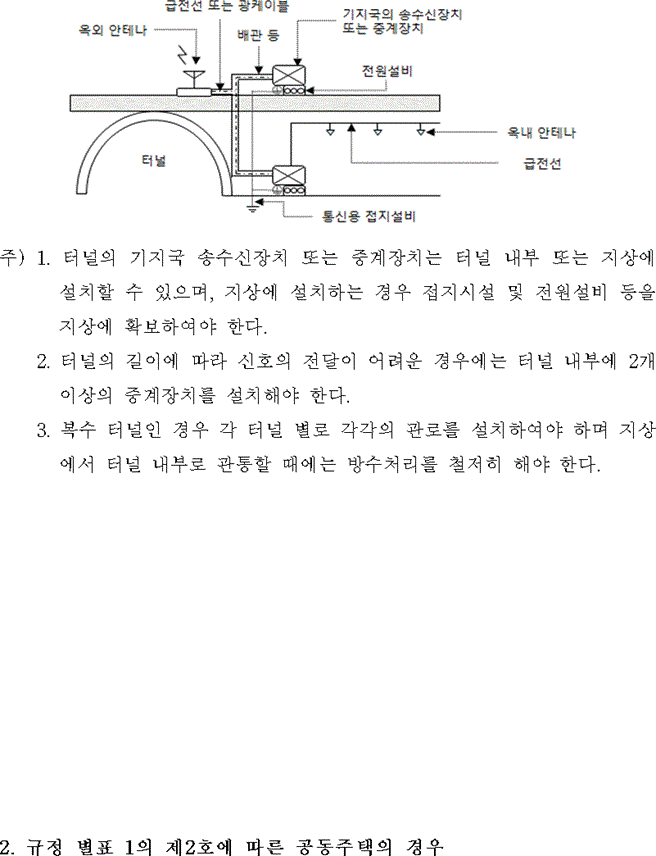 급전선 또는 광케이블
기지국의 송수신장치
또는 중계장치
옥외 안테나
배관 등
전원설비
옥내 안테나
터널
급전선
통신용 접지설비
주) 1. 터널의 기지국 송수신장치 또는 중계장치는 터널 내부 또는 지상에
설치할 수 있으며, 지상에 설치하는 경우 접지시설 및 전원설비 등을
지상에 확보하여야 한다.
2. 터널의 길이에 따라 신호의 전달이 어려운 경우에는 터널 내부에 2개
이상의 중계장치를 설치해야 한다.
3. 복수 터널인 경우 각 터널 별로 각각의 관로를 설치하여야 하며 지상
에서 터널 내부로 관통할 때에는 방수처리를 철저히 해야 한다.
2. 규정 별표 1의 제2호에 따른 공동주택의 경우